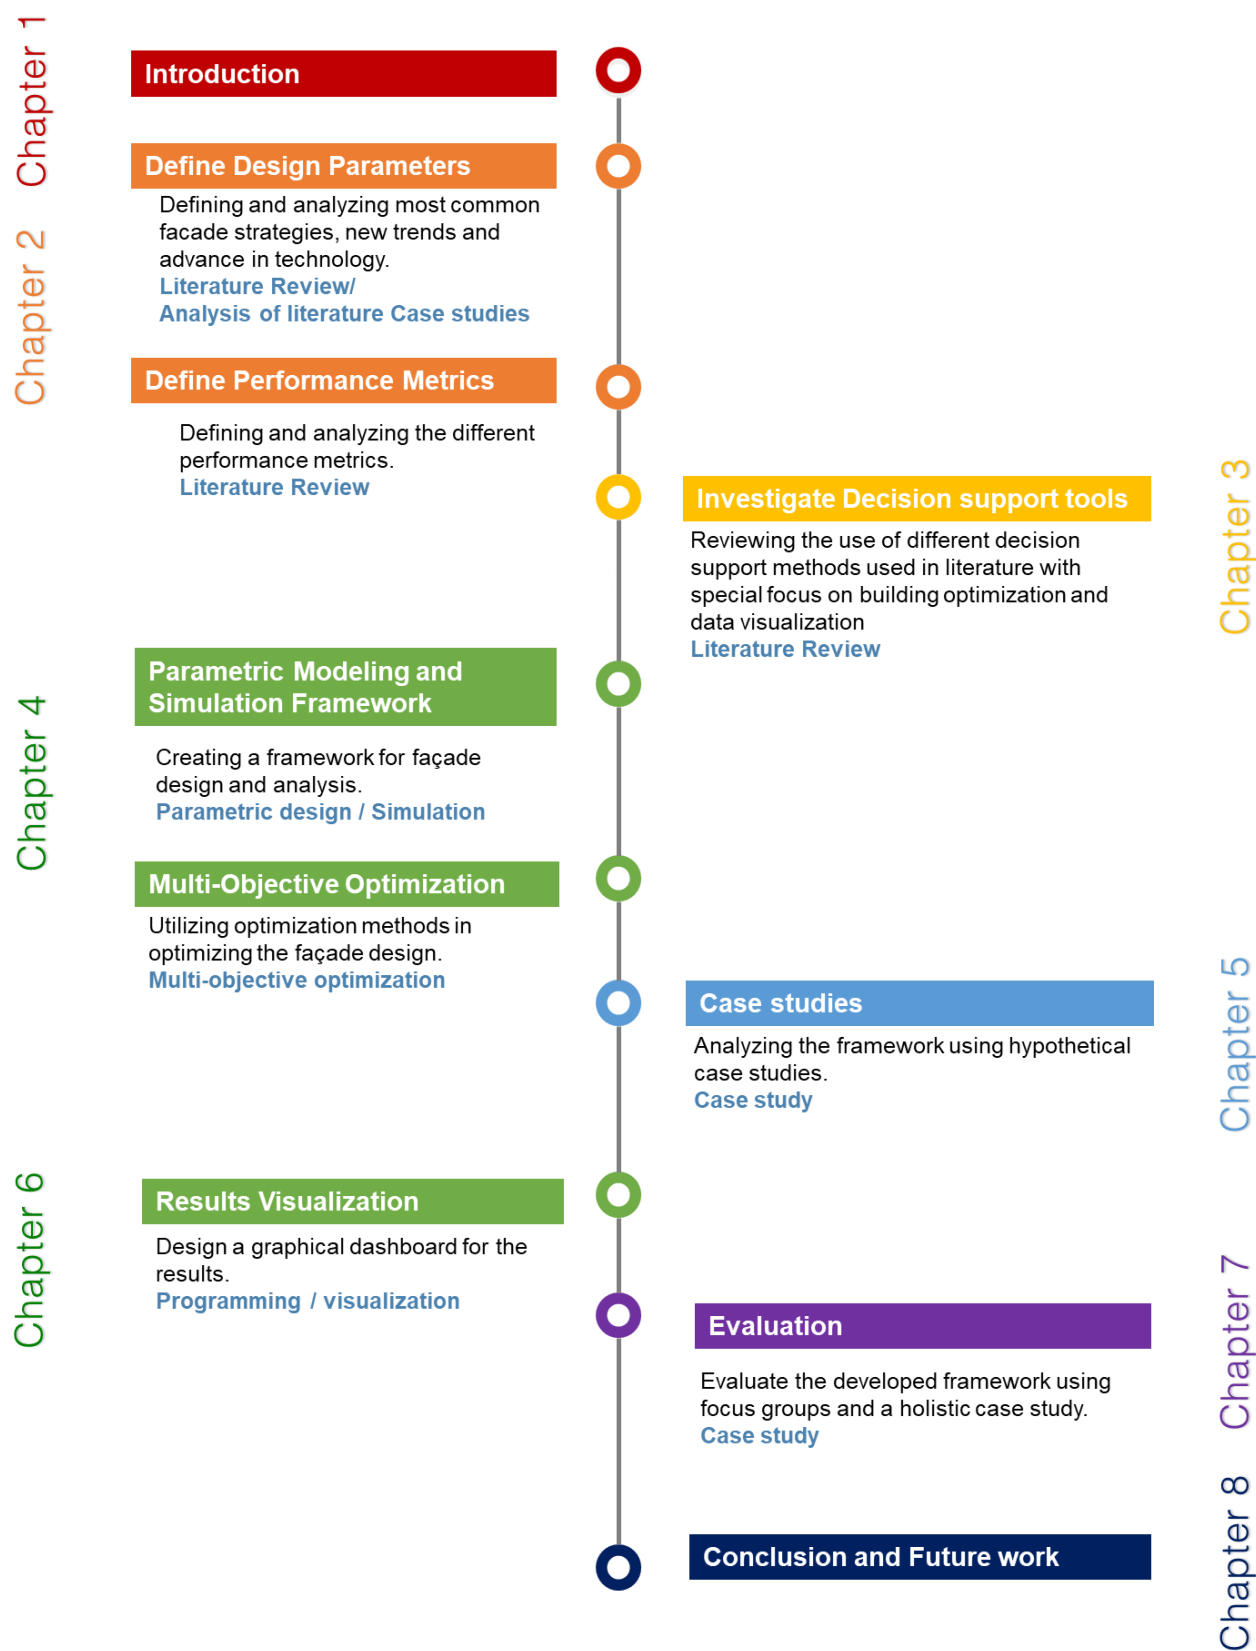 Chapter 1
Introduction
Chapter 2
Define Design Parameters
Defining and analyzing most common
facade strategies, new trends and
advance in technology.
Literature Review/
Analysis of literature Case studies
Define Performance Metrics
Defining and analyzing the different
performance metrics.
Literature Review
Chapter 3
Investigate Decision support tools
Reviewing the use of different decision
support methods used in literature with
special focus on building optimization and
data visualization
Literature Review
Chapter 4
Parametric Modeling and
Simulation Framework
Creating a framework for façade
design and analysis.
Parametric design / Simulation
Multi-Objective Optimization
Utilizing optimization methods in
optimizing the façade design.
Multi-objective optimization
Chapter 5
Case studies
Analyzing the framework using hypothetical
case studies.
Case study
Chapter 6
Results Visualization
Design a graphical dashboard for the
results.
Programming / visualization
Chapter 7
Evaluation
Evaluate the developed framework using
focus groups and a holistic case study.
Case study
Chapter 8
Conclusion and Future work